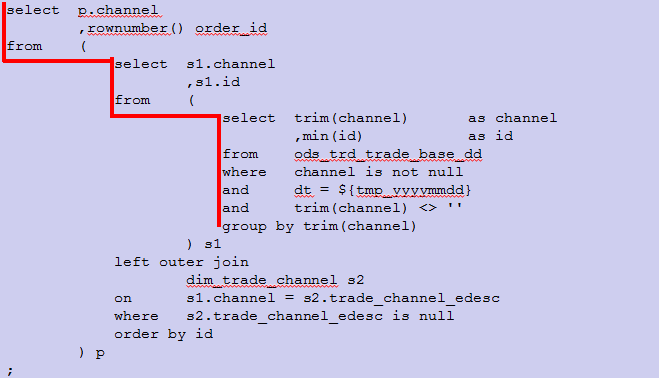 select p.channel
,rownumber() order_id
from (
select s1.channel
,s1.id
from (
select trim(channel) as channel
,min(id) as id
from ods_trd_trade_base_dd
where channel is not null
and dt = ${tmp_yyyymmdd}
and trim(channel) <> ''
group by trim(channel)
) s1
left outer join
dim_trade_channel s2
on s1.channel = s2.trade_channel_edesc
where s2.trade_channel_edesc is null
order by id
) p
;